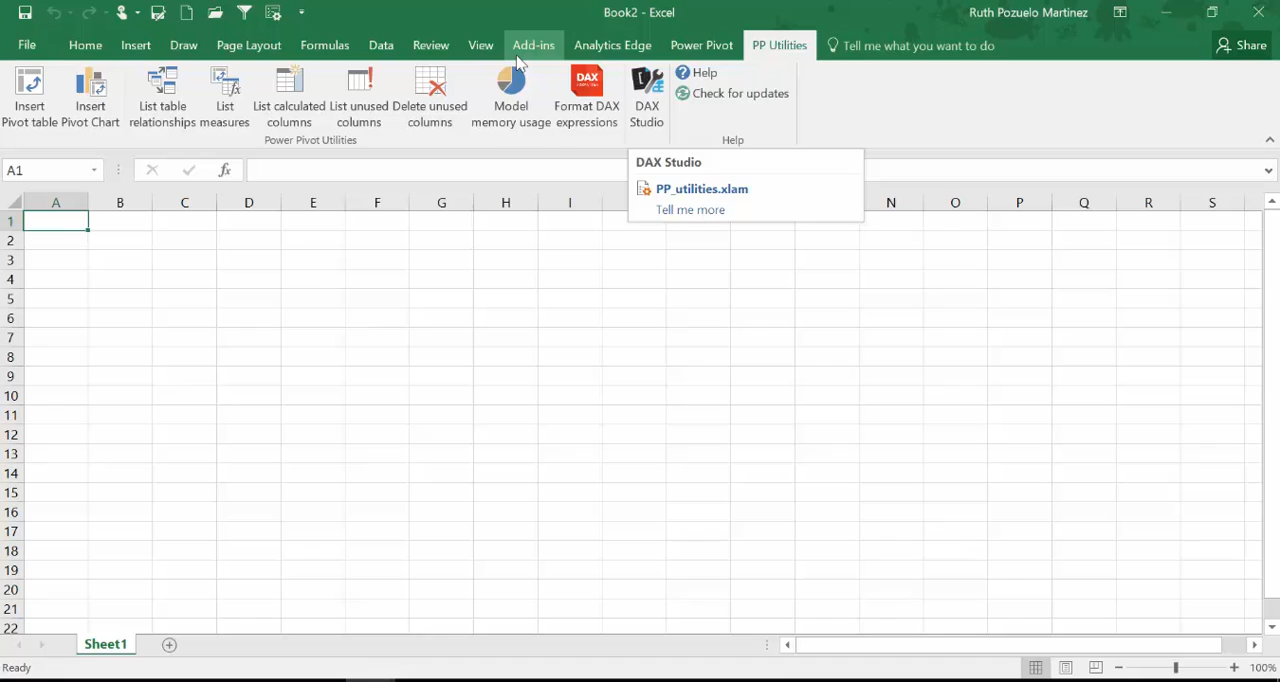 Book2 - Excel
Ruth Pozuelo Martinez
File Home Insert Draw Page Layout Formulas Data Review View Add-ins Analytics Edge Power Pivot PP Utilities Tell me what you want to do Share
Insert Pivot table
Insert Pivot Chart
List table relationships
List measures
List calculated columns
List unused columns
Delete unused columns
Model memory usage
DAX
Format DAX expressions
DAX Studio
Help
Check for updates
Power Pivot Utilities
Help
DAX Studio
PP_utilities.xlam
Tell me more
A1
fx
A B C D E F G H I N O P Q R S
1
2
3
4
5
6
7
8
9
10
11
12
13
14
15
16
17
18
19
20
21
22
Sheet1
Ready
100%